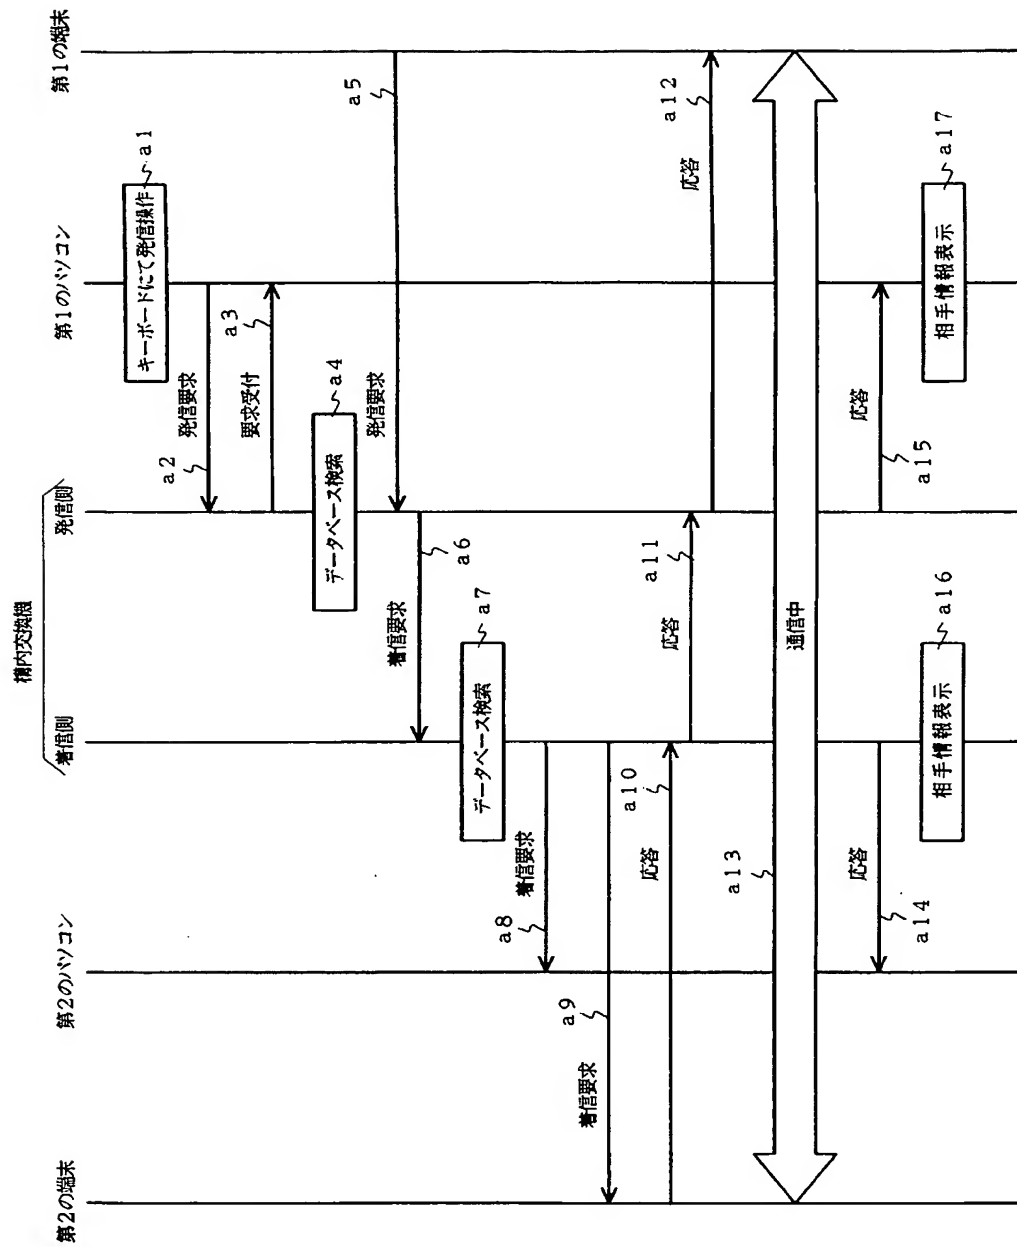 構内交換機
第2の端末
第2のパソコン
着信側
発信側
第1のパソコン
第1の端末
キーボードにて発信操作
a1
発信要求
a2
要求受付
a3
データベース検索
a4
発信要求
a5
着信要求
a6
データベース検索
a7
着信要求
a8
着信要求
a9
応答
a10
応答
a11
応答
a12
通信中
a13
応答
a14
応答
a15
相手情報表示
a16
相手情報表示
a17